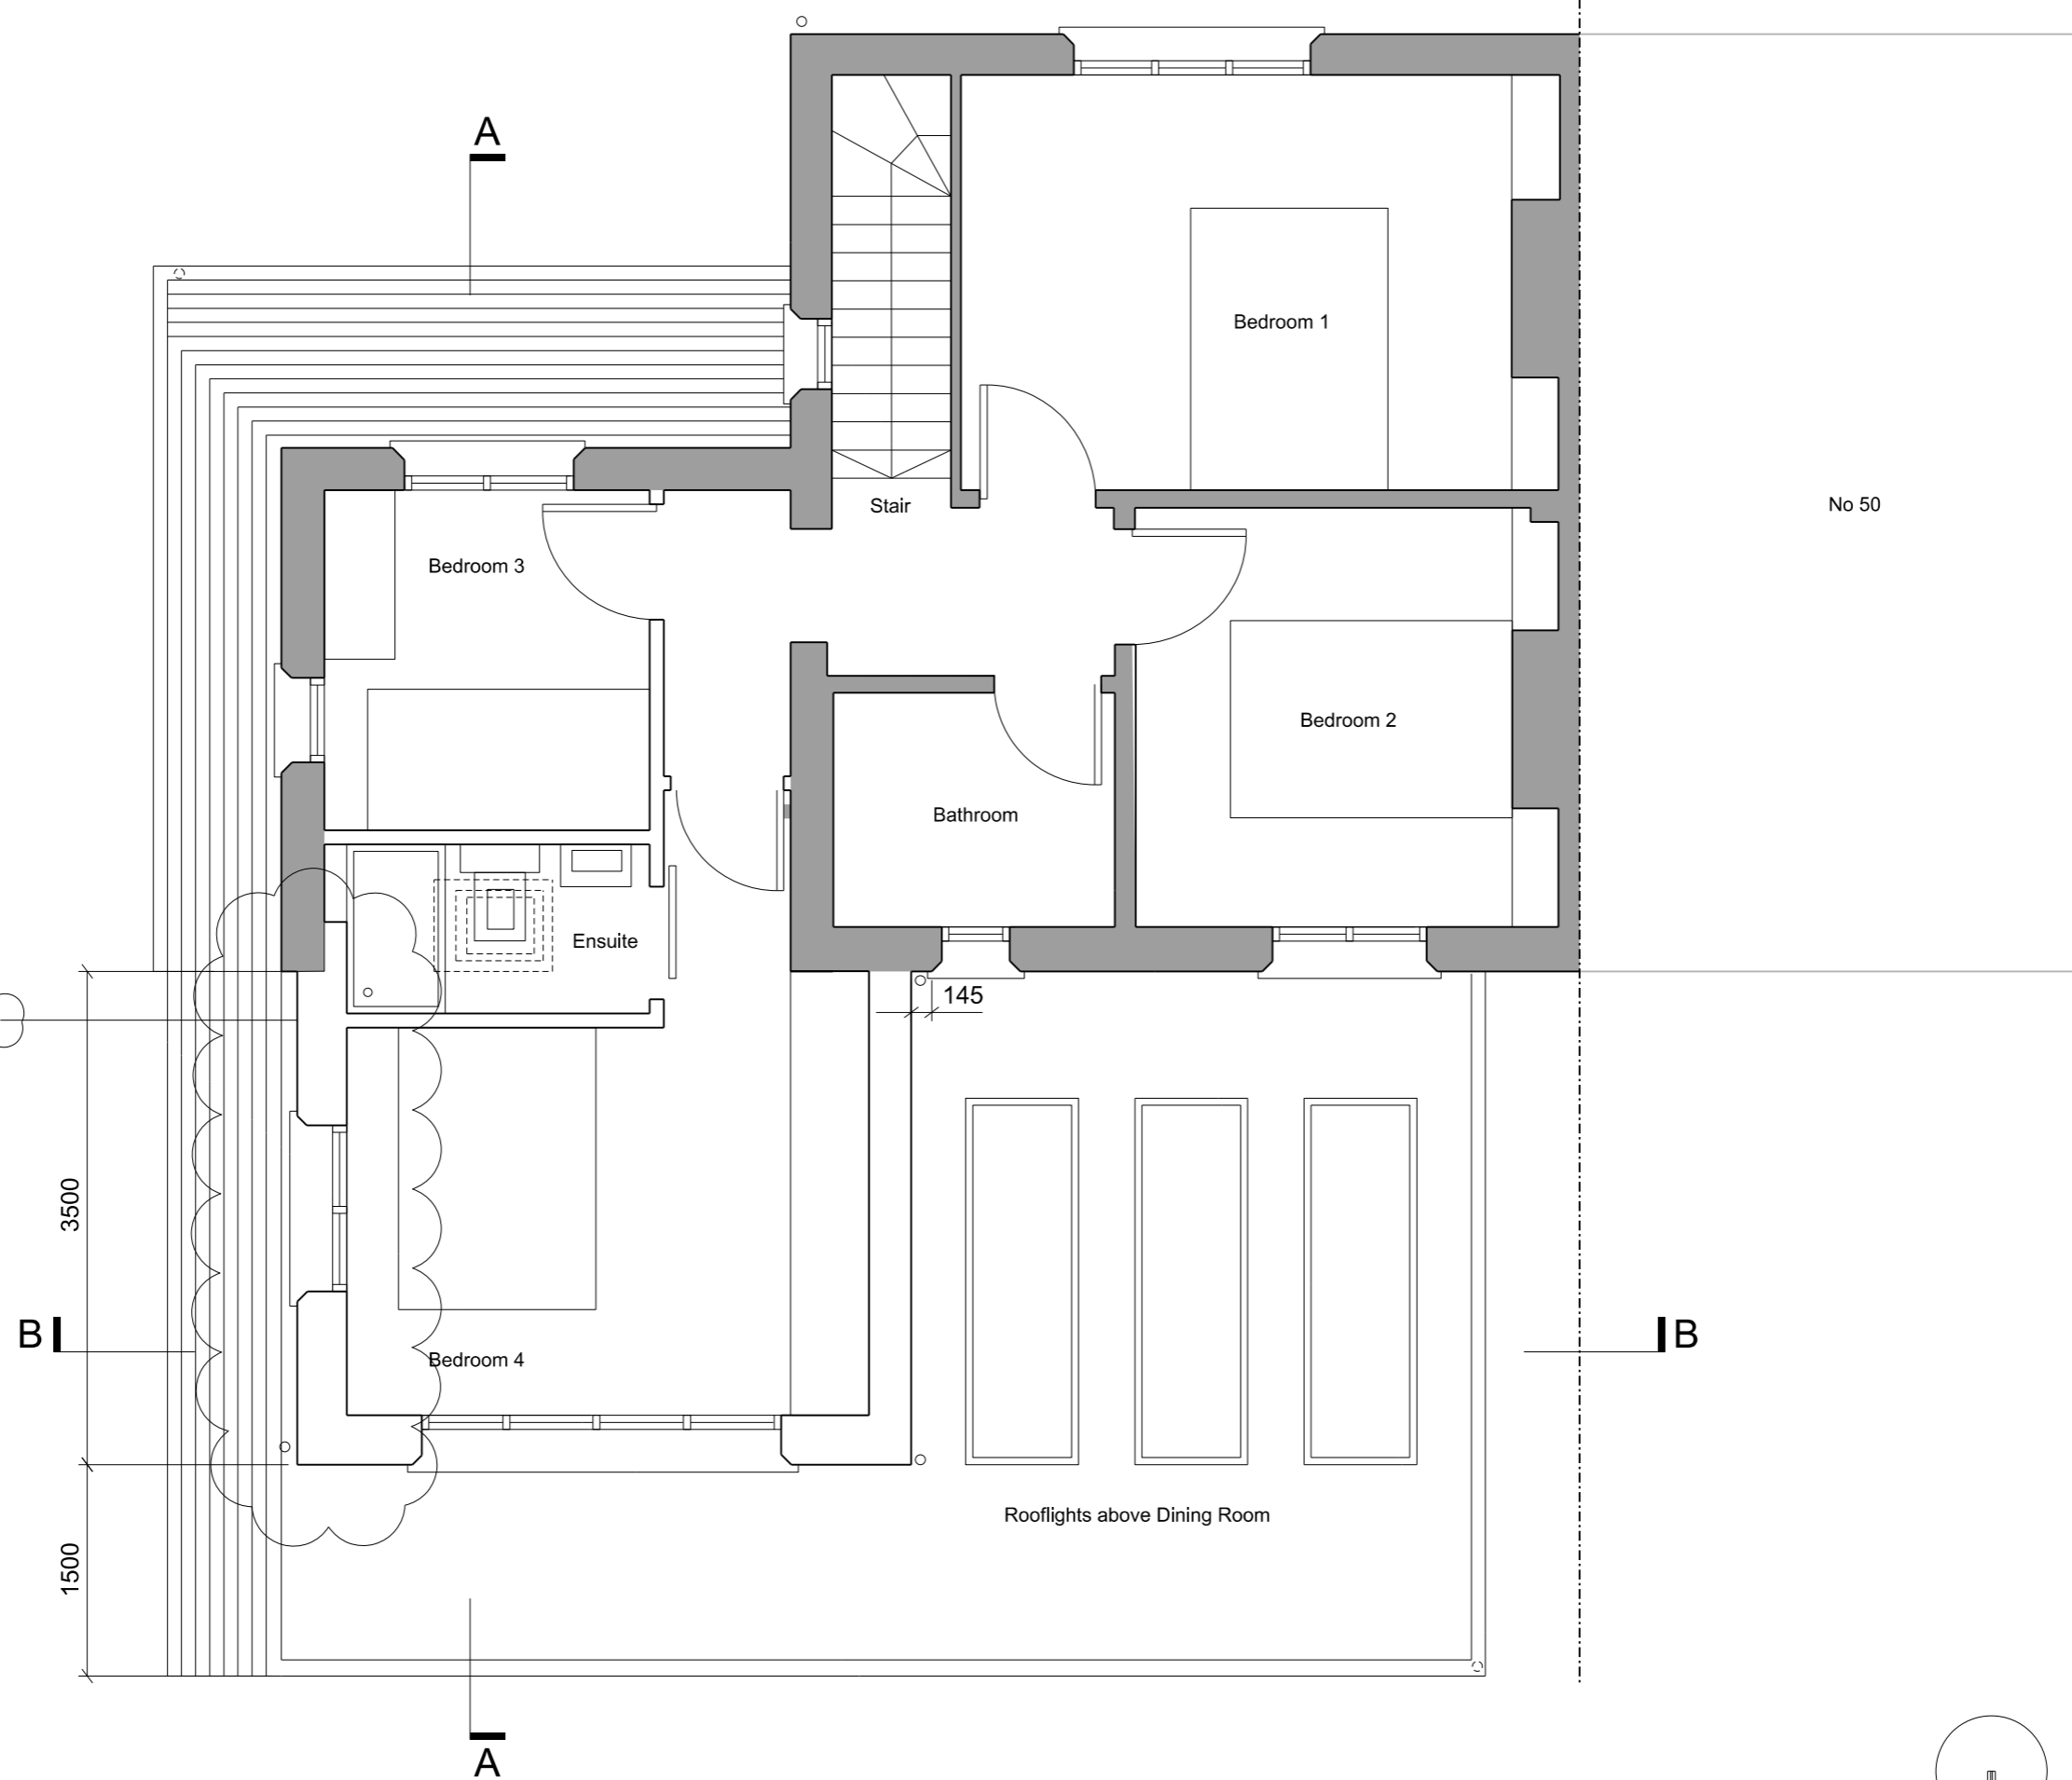 A
Bedroom 1
Stair
No 50
Bedroom 3
Bedroom 2
Bathroom
Ensuite
145
3500
B
B
Bedroom 4
Rooflights above Dining Room
1500
A